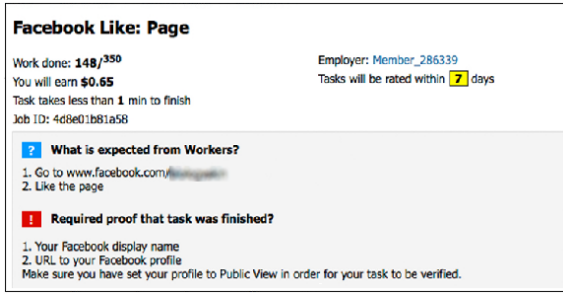 Facebook Like: Page
Work done: 148/350
Employer: Member_286339
You will earn $0.65
Tasks will be rated within 7 days
Task takes less than 1 min to finish
Job ID: 4d8e01b81a58
? What is expected from Workers?
1. Go to www.facebook.com/
2. Like the page
! Required proof that task was finished?
1. Your Facebook display name
2. URL to your Facebook profile
Make sure you have set your profile to Public View in order for your task to be verified.